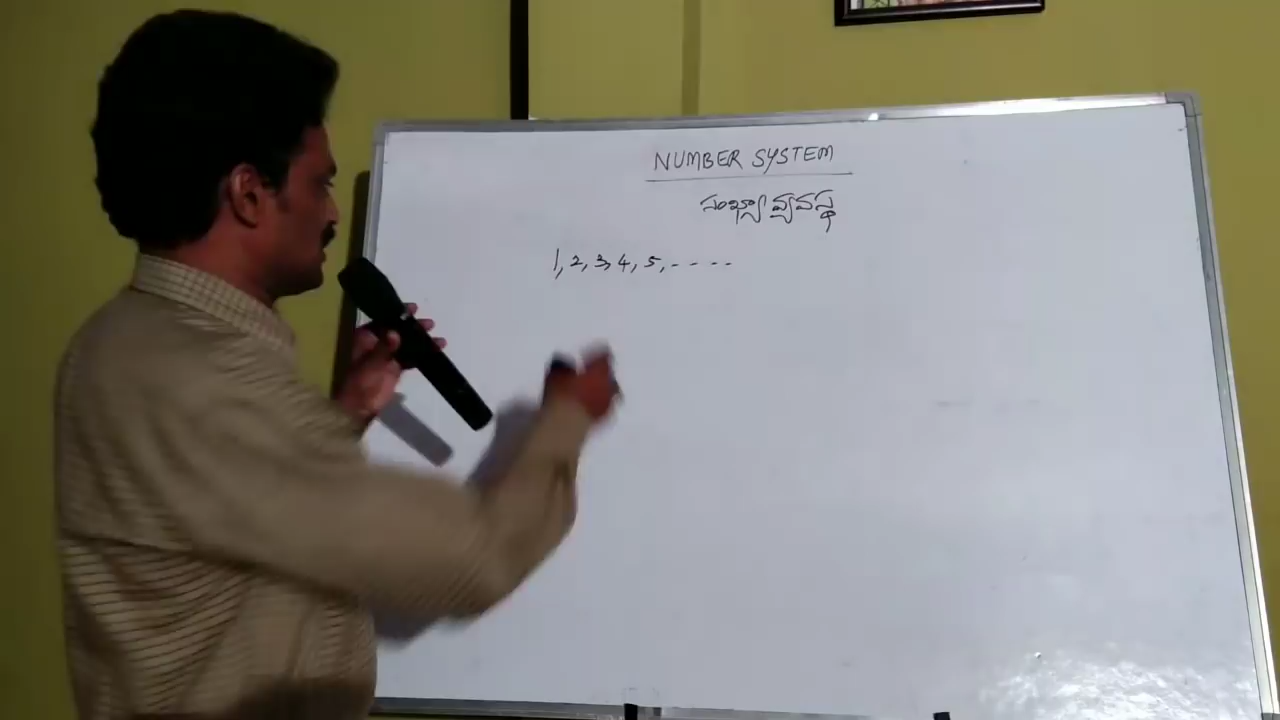 NUMBER SYSTEM
సంఖ్యా వ్యవస్థ
1, 2, 3, 4, 5, - - - -